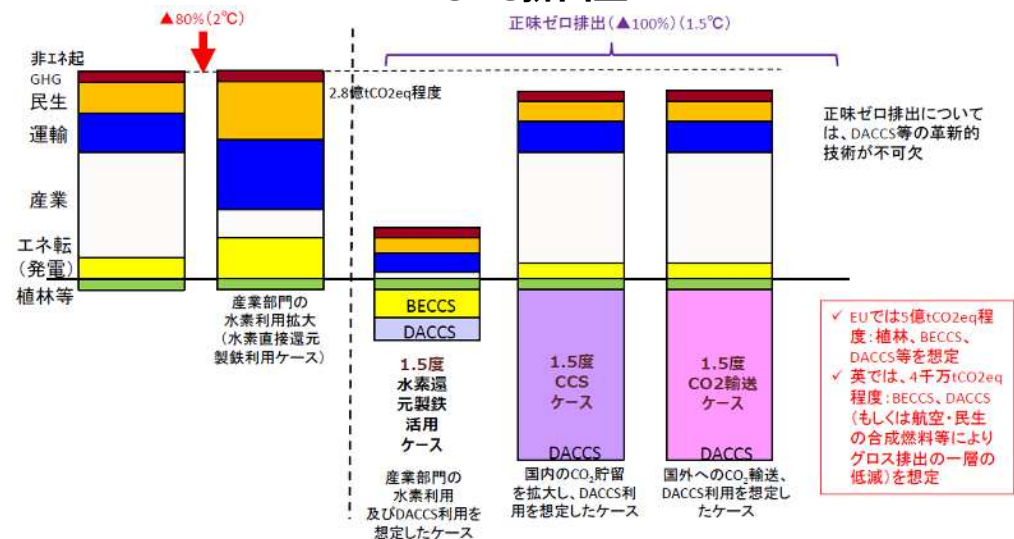 ▲80%(2℃)
正味ゼロ排出(▲100%)(1.5℃)
非エネ起
GHG
民生
運輸
産業
エネ転
(発電)
植林等
2.8億tCO2eq程度
正味ゼロ排出について
は、DACCS等の革新的
技術が不可欠
産業部門の
水素利用拡大
(水素直接還元
製鉄利用ケース)
BECCS
DACCS
1.5度
水素還
元製鉄
活用
ケース
産業部門の
水素利用
及びDACCS利用を
想定したケース
1.5度
CCS
ケース
DACCS
国内のCO₂貯留
を拡大し、DACCS利
用を想定したケース
1.5度
CO2輸送
ケース
DACCS
国外へのCO₂輸送、
DACCS利用を想定し
たケース
✓ EUでは5億tCO2eq程
度:植林、BECCS、
DACCS等を想定
✓ 英では、4千万tCO2eq
程度:BECCS、DACCS
(もしくは航空・民生
の合成燃料等により
グロス排出の一層の
低減)を想定